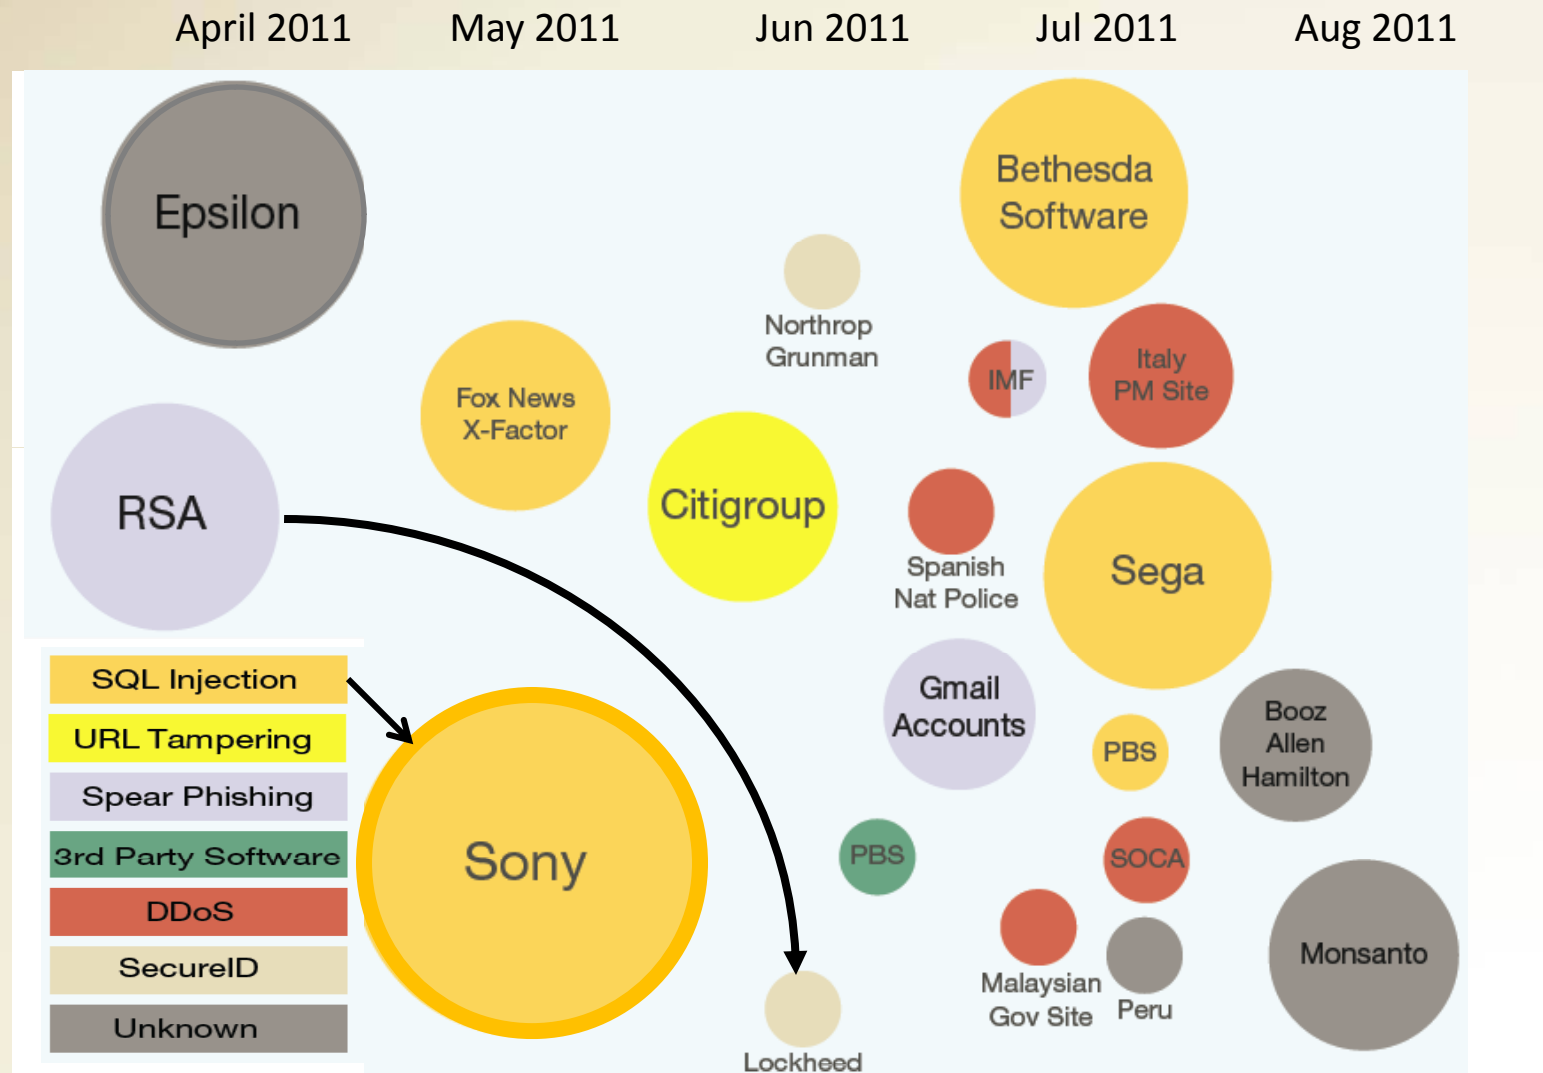 April 2011
May 2011
Jun 2011
Jul 2011
Aug 2011
Epsilon
Bethesda
Software
Northrop
Grunman
IMF
Italy
PM Site
Fox News
X-Factor
RSA
Citigroup
Spanish
Nat Police
Sega
Gmail
Accounts
Booz
Allen
Hamilton
PBS
Sony
PBS
SOCA
Malaysian
Gov Site
Peru
Monsanto
Lockheed
SQL Injection
URL Tampering
Spear Phishing
3rd Party Software
DDoS
SecureID
Unknown